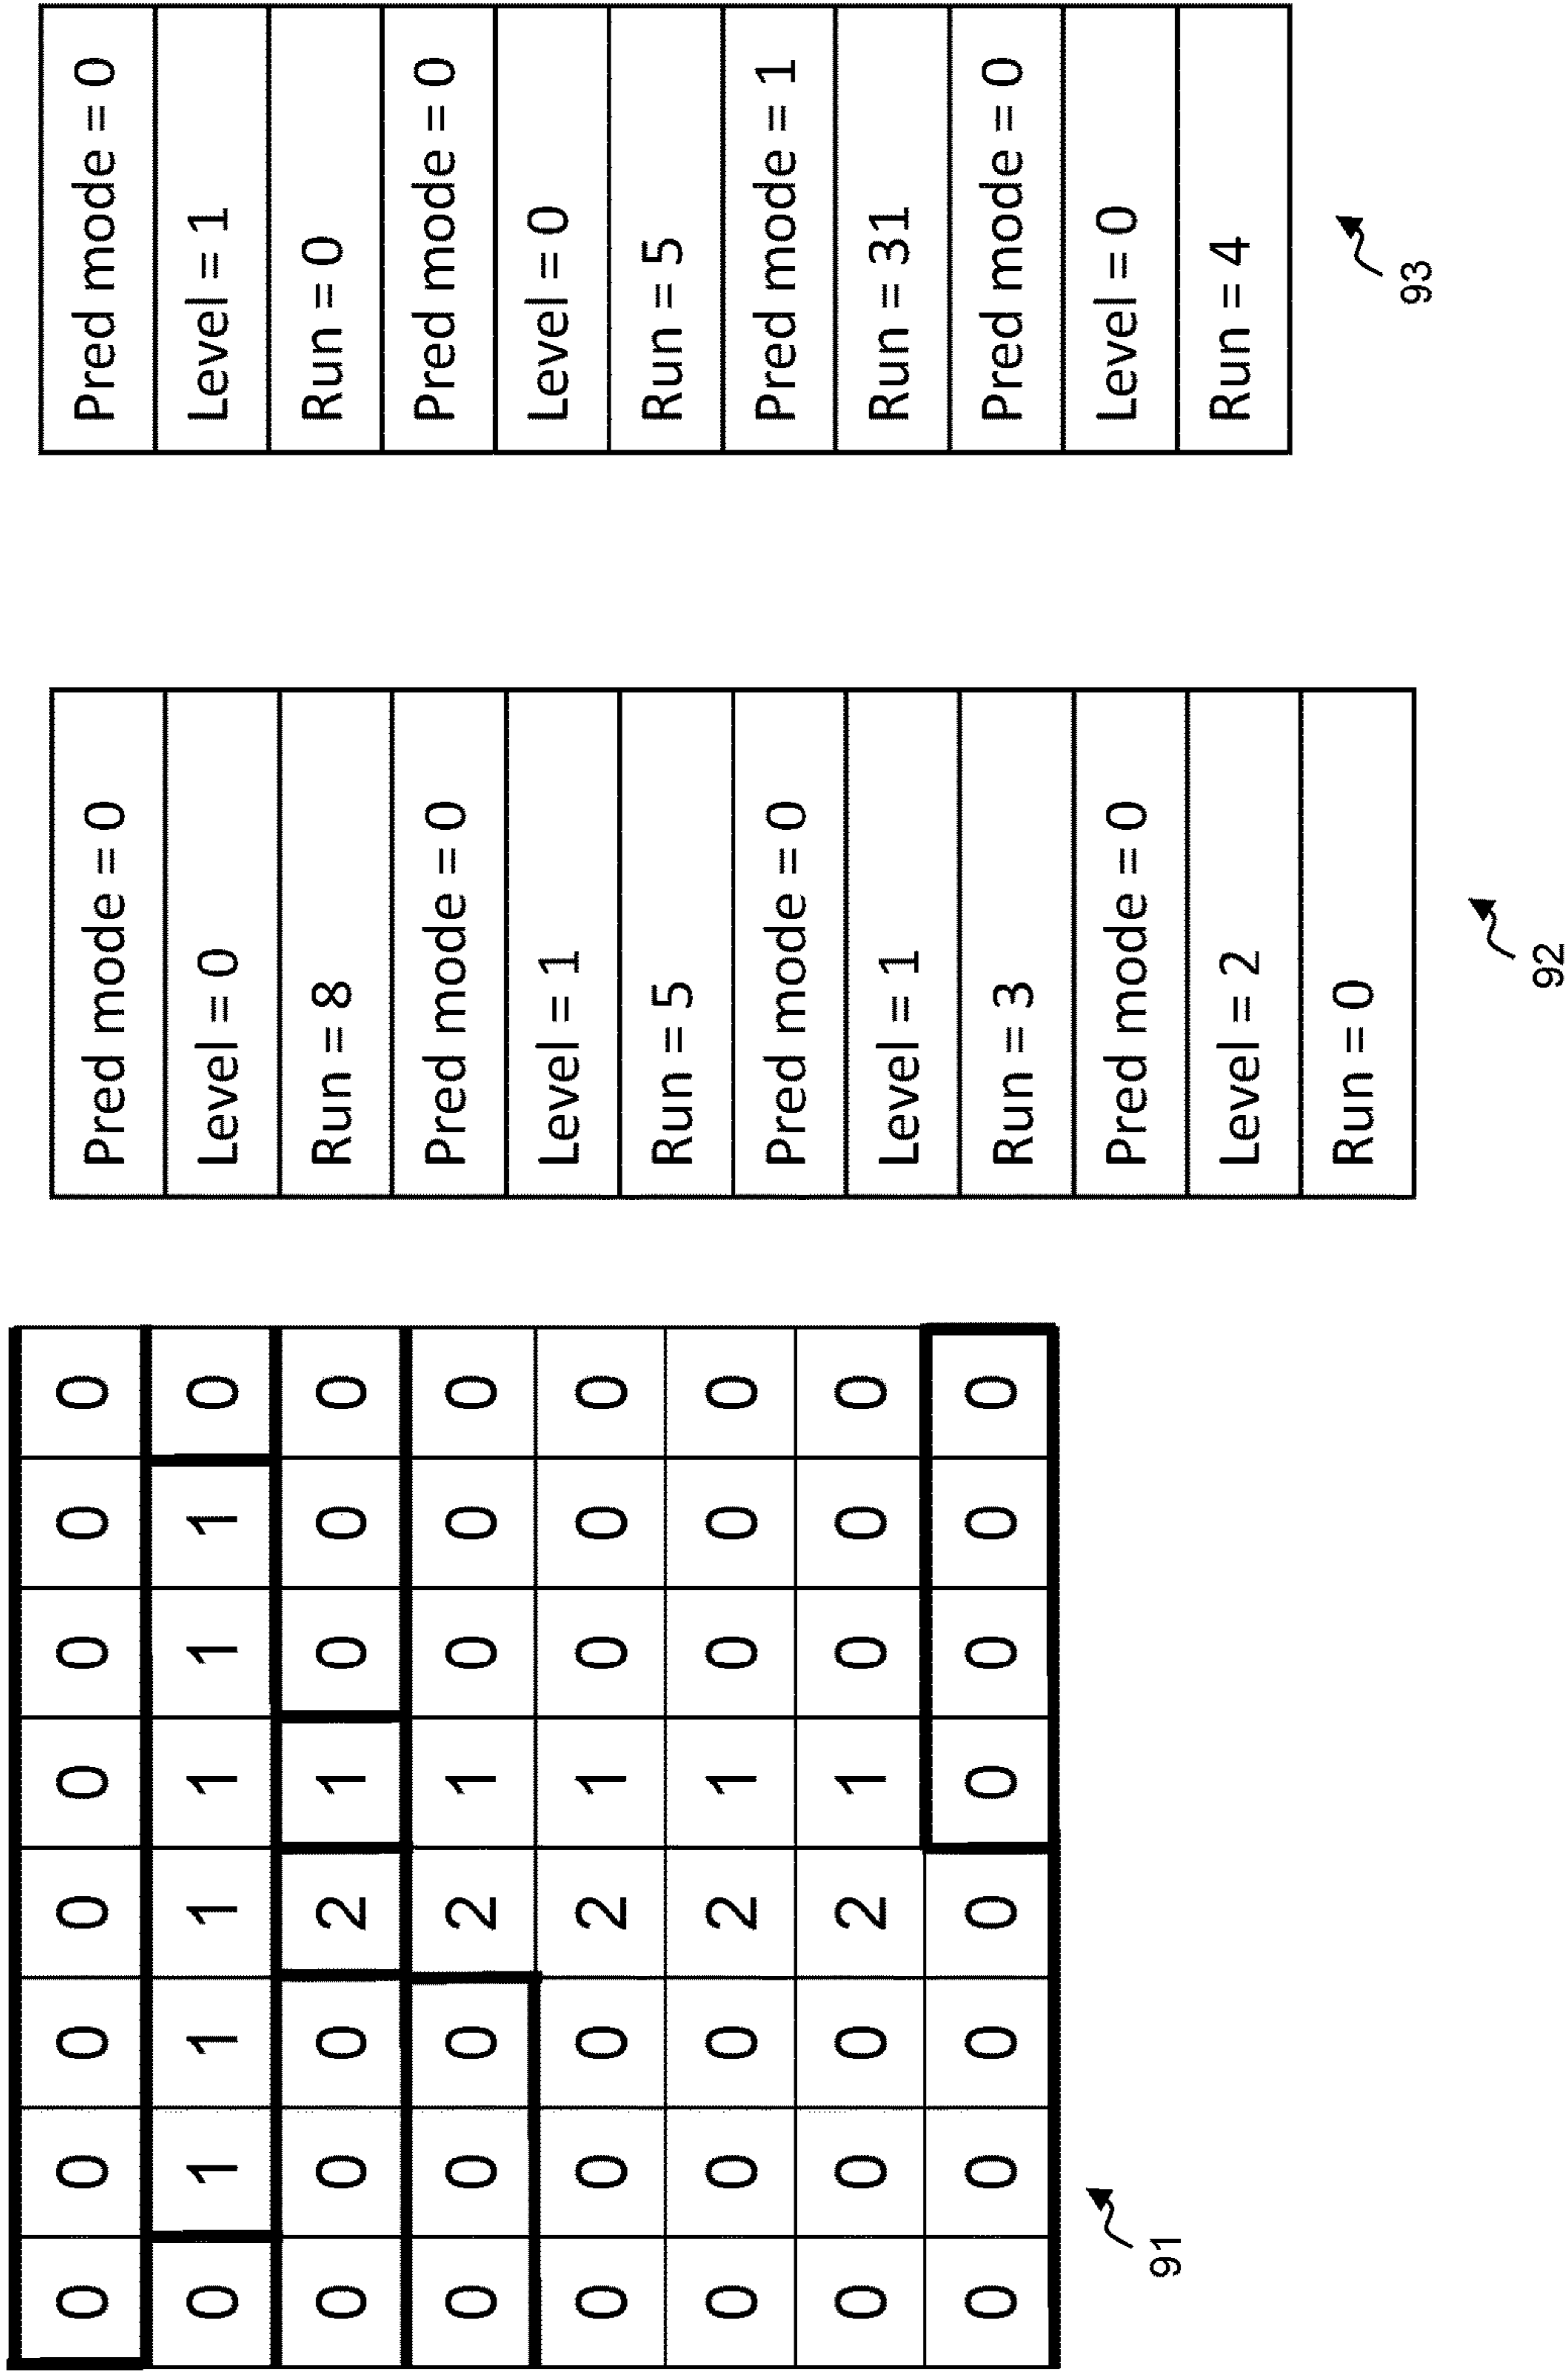 0 0 0 0 0 0 0 0
0 1 1 1 1 1 1 0
0 0 0 2 1 0 0 0
0 0 0 2 1 0 0 0
0 0 0 2 1 0 0 0
0 0 0 2 1 0 0 0
0 0 0 2 1 0 0 0
0 0 0 0 0 0 0 0
91
Pred mode = 0
Level = 0
Run = 8
Pred mode = 0
Level = 1
Run = 5
Pred mode = 0
Level = 1
Run = 3
Pred mode = 0
Level = 2
Run = 0
92
Pred mode = 0
Level = 1
Run = 0
Pred mode = 0
Level = 0
Run = 5
Pred mode = 1
Run = 31
Pred mode = 0
Level = 0
Run = 4
93